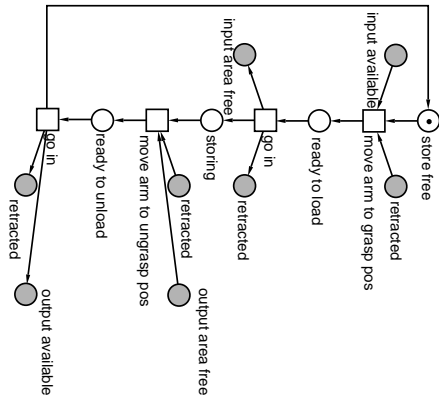 input available
input area free
store free
move arm to grasp pos
ready to load
go in
storing
move arm to ungrasp pos
ready to unload
go in
retracted
retracted
retracted
retracted
output area free
output available